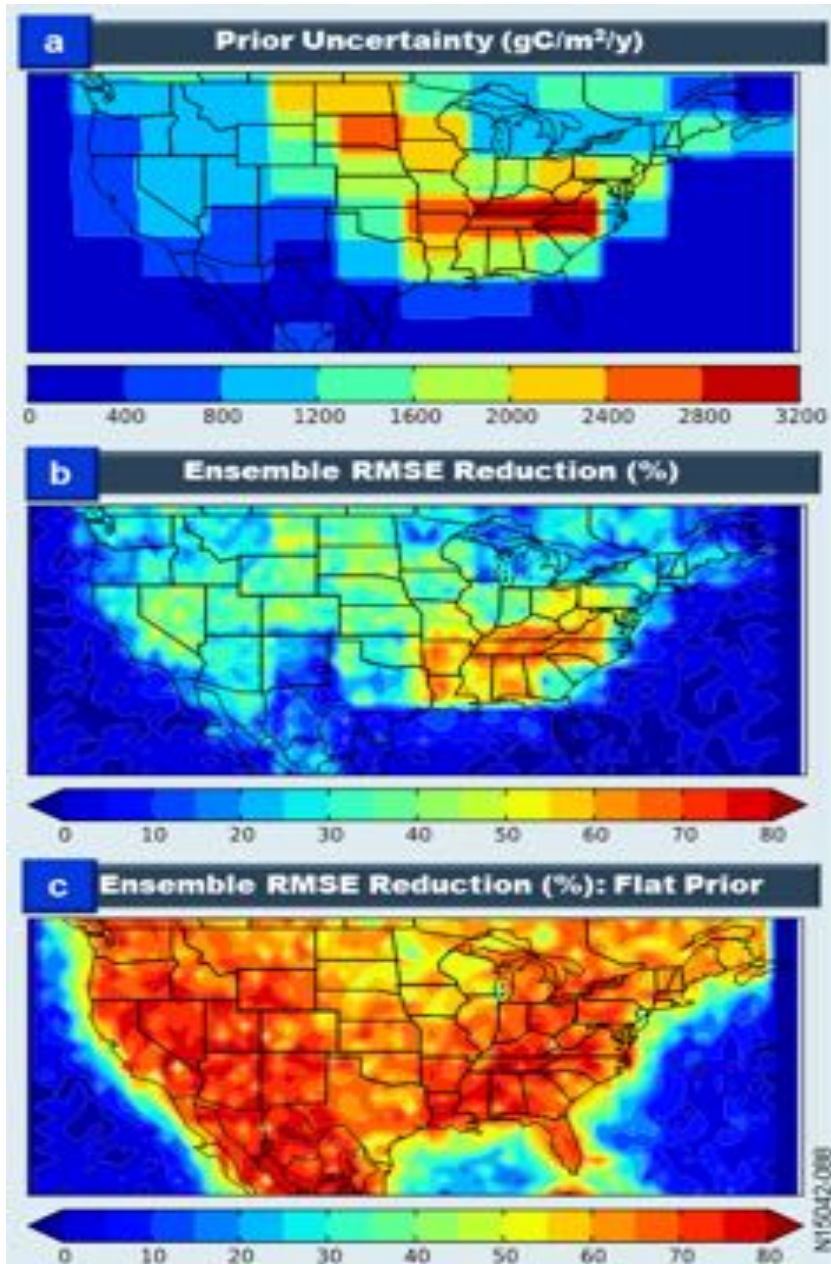 a
Prior Uncertainty (gC/m²/y)
0 400 800 1200 1600 2000 2400 2800 3200
b
Ensemble RMSE Reduction (%)
0 10 20 30 40 50 60 70 80
c
Ensemble RMSE Reduction (%): Flat Prior
0 10 20 30 40 50 60 70 80
N15042-088